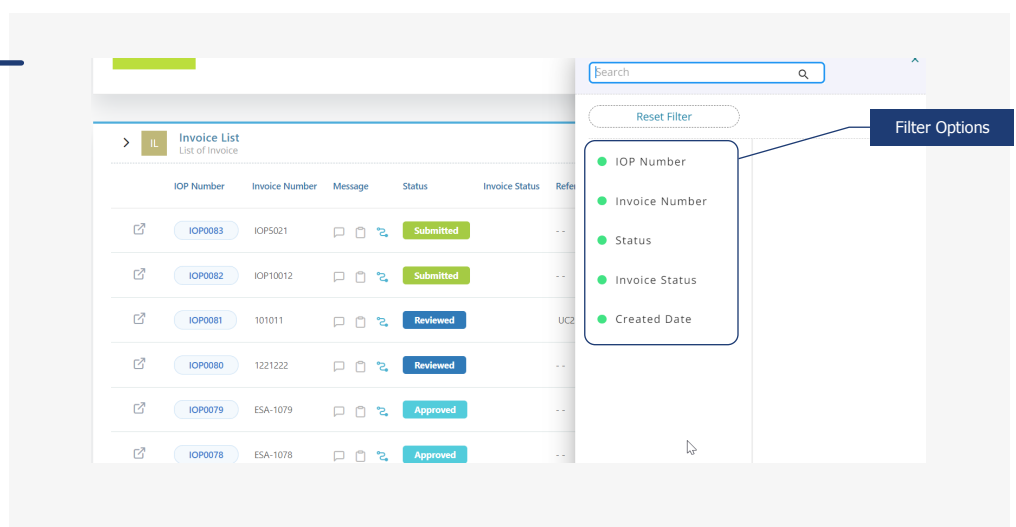 Search
Reset Filter
Filter Options
IL
Invoice List
List of Invoice
IOP Number Invoice Number Message Status Invoice Status
IOP0083 IOP5021 Submitted - -
IOP0082 IOP10012 Submitted - -
IOP0081 101011 Reviewed UC2
IOP0080 1221222 Reviewed - -
IOP0079 ESA-1079 Approved - -
IOP0078 ESA-1078 Approved - -
IOP Number
Invoice Number
Status
Invoice Status
Created Date